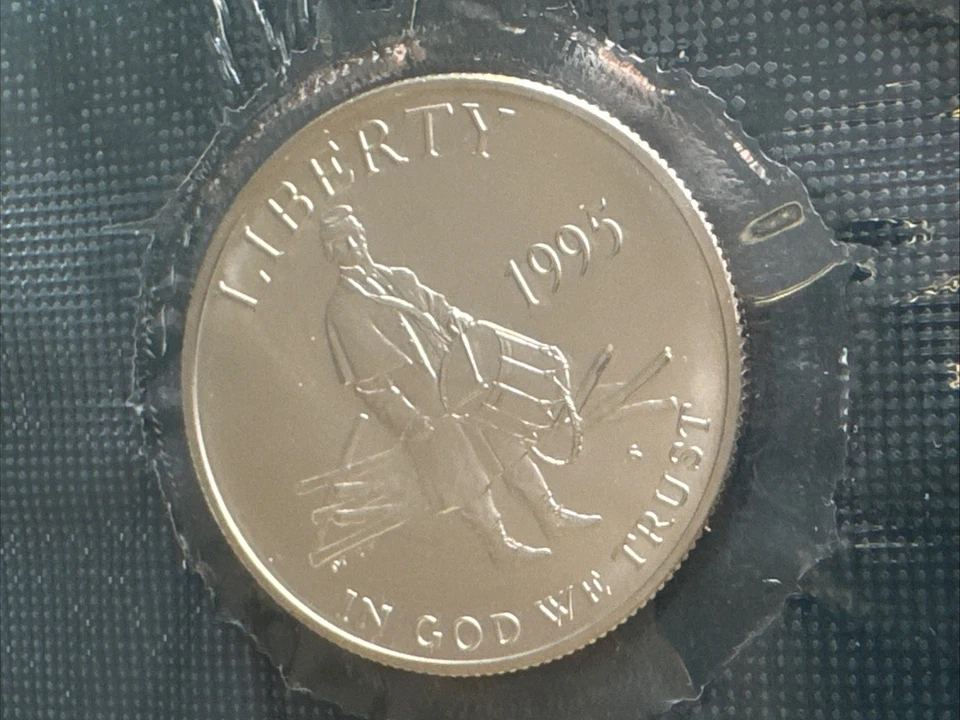 LIBERTY
1995
S
IN GOD WE TRUST